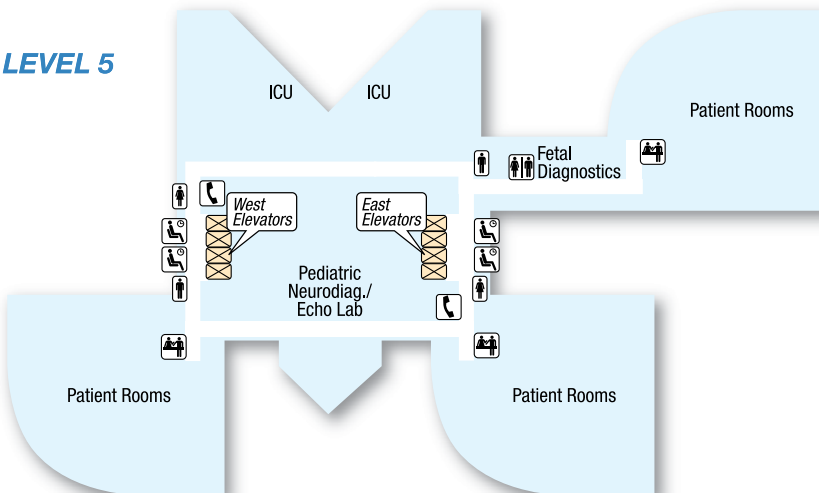 LEVEL 5
ICU
ICU
Patient Rooms
Fetal
Diagnostics
West
Elevators
East
Elevators
Pediatric
Neurodiag./
Echo Lab
Patient Rooms
Patient Rooms